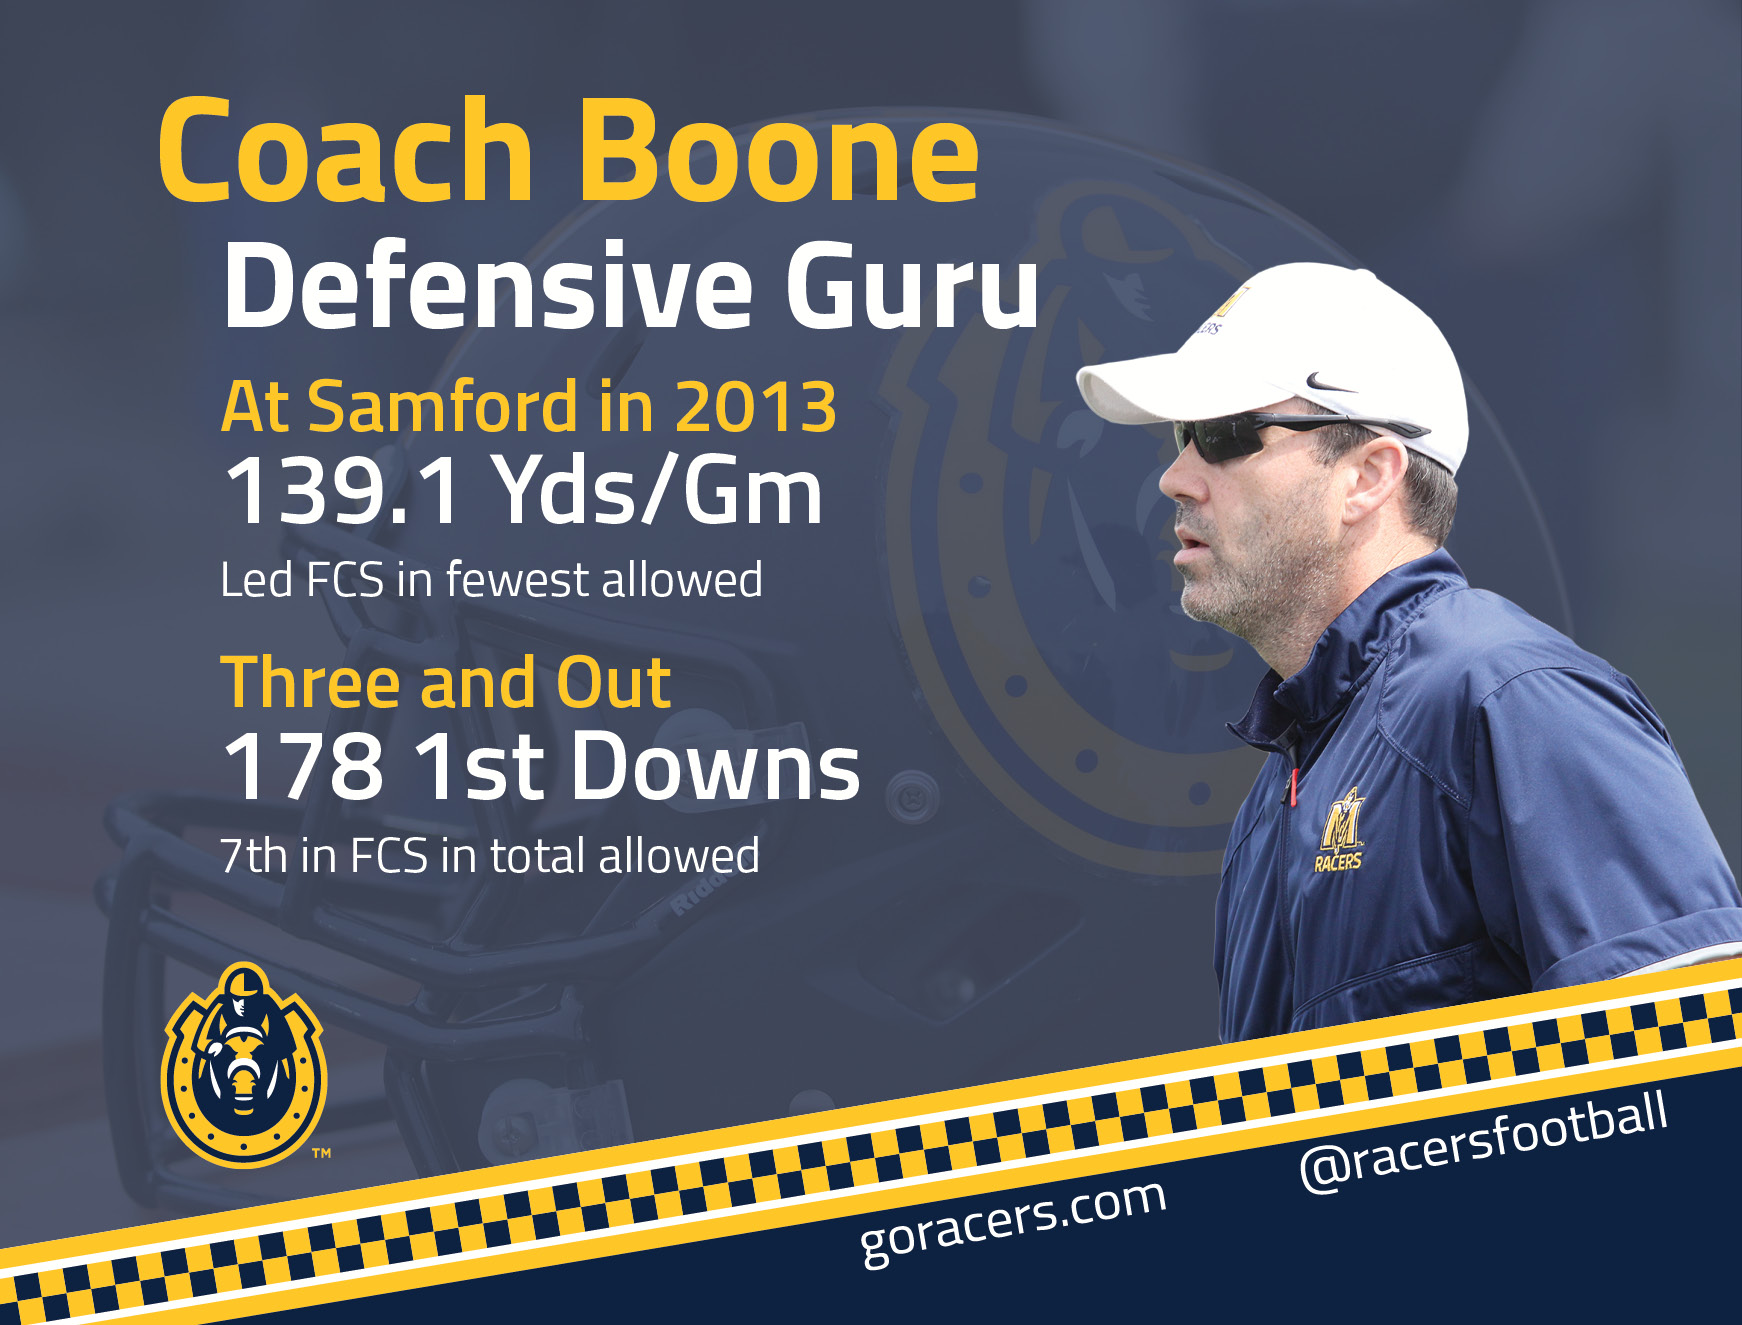 Coach Boone
Defensive Guru
At Samford in 2013
139.1 Yds/Gm
Led FCS in fewest allowed
Three and Out
178 1st Downs
7th in FCS in total allowed
M
RACERS
Ridd
TM
goracers.com
@racersfootball